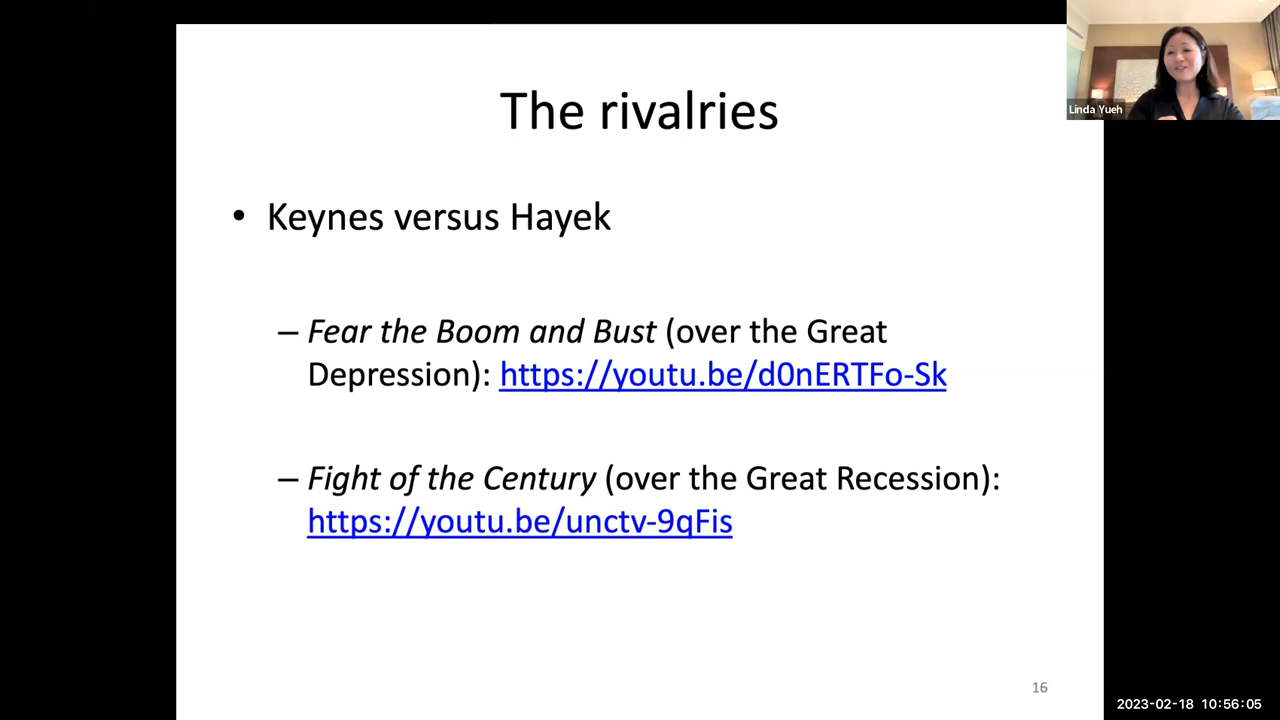 The rivalries
Linda Yueh
• Keynes versus Hayek
– Fear the Boom and Bust (over the Great
Depression): https://youtu.be/d0nERTFo-Sk
– Fight of the Century (over the Great Recession):
https://youtu.be/unctv-9qFis
16
2023-02-18 10:56:05